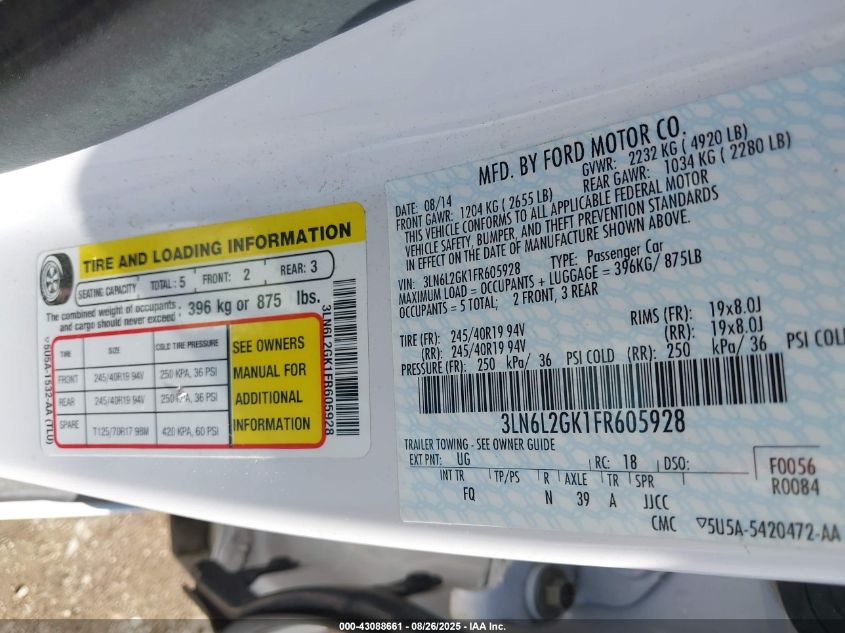 TIRE AND LOADING INFORMATION
SEATING CAPACITY TOTAL: 5 FRONT: 2 REAR: 3
The combined weight of occupants
and cargo should never exceed: 396 kg or 875 lbs.
TIRE SIZE COLD TIRE PRESSURE
FRONT 245/40R19 94V 250 KPA, 36 PSI
REAR 245/40R19 94V 250 KPA, 36 PSI
SPARE T125/70R17 98M 420 KPA, 60 PSI
SEE OWNERS
MANUAL FOR
ADDITIONAL
INFORMATION
3LN6L2GK1FR605928
5U5A-1532-AA (TLU)
MFD. BY FORD MOTOR CO.
DATE: 08/14 GVWR: 2232 KG ( 4920 LB)
FRONT GAWR: 1204 KG ( 2655 LB) REAR GAWR: 1034 KG ( 2280 LB)
THIS VEHICLE CONFORMS TO ALL APPLICABLE FEDERAL MOTOR
VEHICLE SAFETY, BUMPER, AND THEFT PREVENTION STANDARDS
IN EFFECT ON THE DATE OF MANUFACTURE SHOWN ABOVE.
VIN: 3LN6L2GK1FR605928 TYPE: Passenger Car
MAXIMUM LOAD = OCCUPANTS + LUGGAGE = 396KG/ 875LB
OCCUPANTS = 5 TOTAL; 2 FRONT, 3 REAR
TIRE (FR): 245/40R19 94V RIMS (FR): 19x8.0J
(RR): 245/40R19 94V (RR): 19x8.0J
PRESSURE (FR): 250 kPa/ 36 PSI COLD (RR): 250 kPa/ 36 PSI COLD
3LN6L2GK1FR605928
TRAILER TOWING - SEE OWNER GUIDE
EXT PNT: UG RC: 18 DSO: F0056
INT TR TP/PS R AXLE TR SPR R0084
FQ N 39 A JJCC
CMC 5U5A-5420472-AA
000-43088661 - 08/26/2025 - IAA Inc.